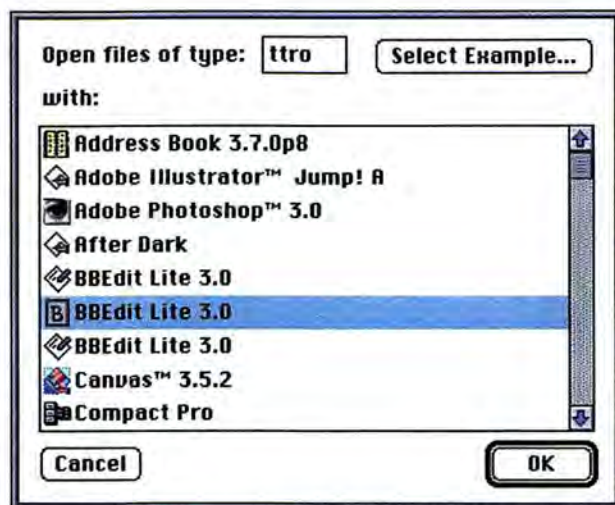 Open files of type: ttro Select Example...
with:
Address Book 3.7.0p8
Adobe Illustrator™ Jump! A
Adobe Photoshop™ 3.0
After Dark
BBEdit Lite 3.0
B BBEdit Lite 3.0
BBEdit Lite 3.0
Canvas™ 3.5.2
Compact Pro
Cancel OK